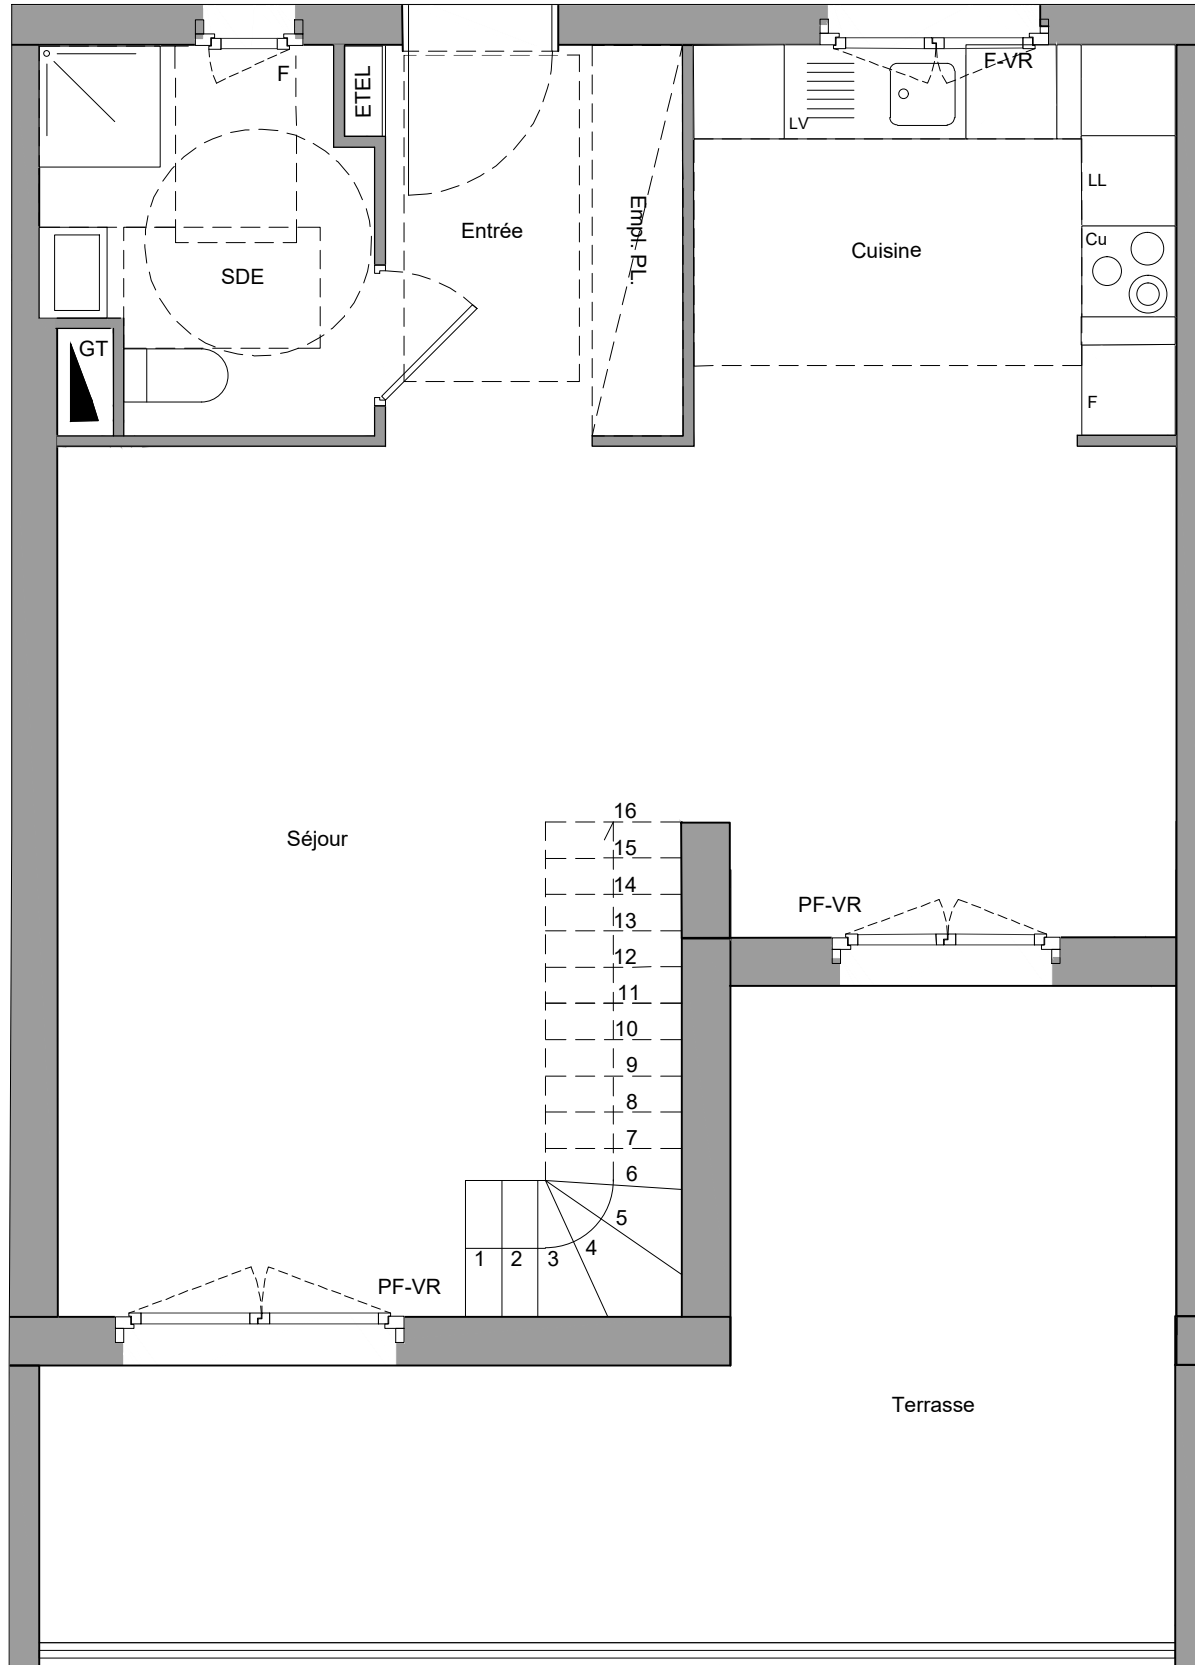 F
F-VR
ETEL
LV
LL
Empl. PL.
Entrée
Cu
Cuisine
SDE
GT
F
16
Séjour
15
14
PF-VR
13
12
11
10
9
8
7
6
5
4
1
2
3
PF-VR
Terrasse